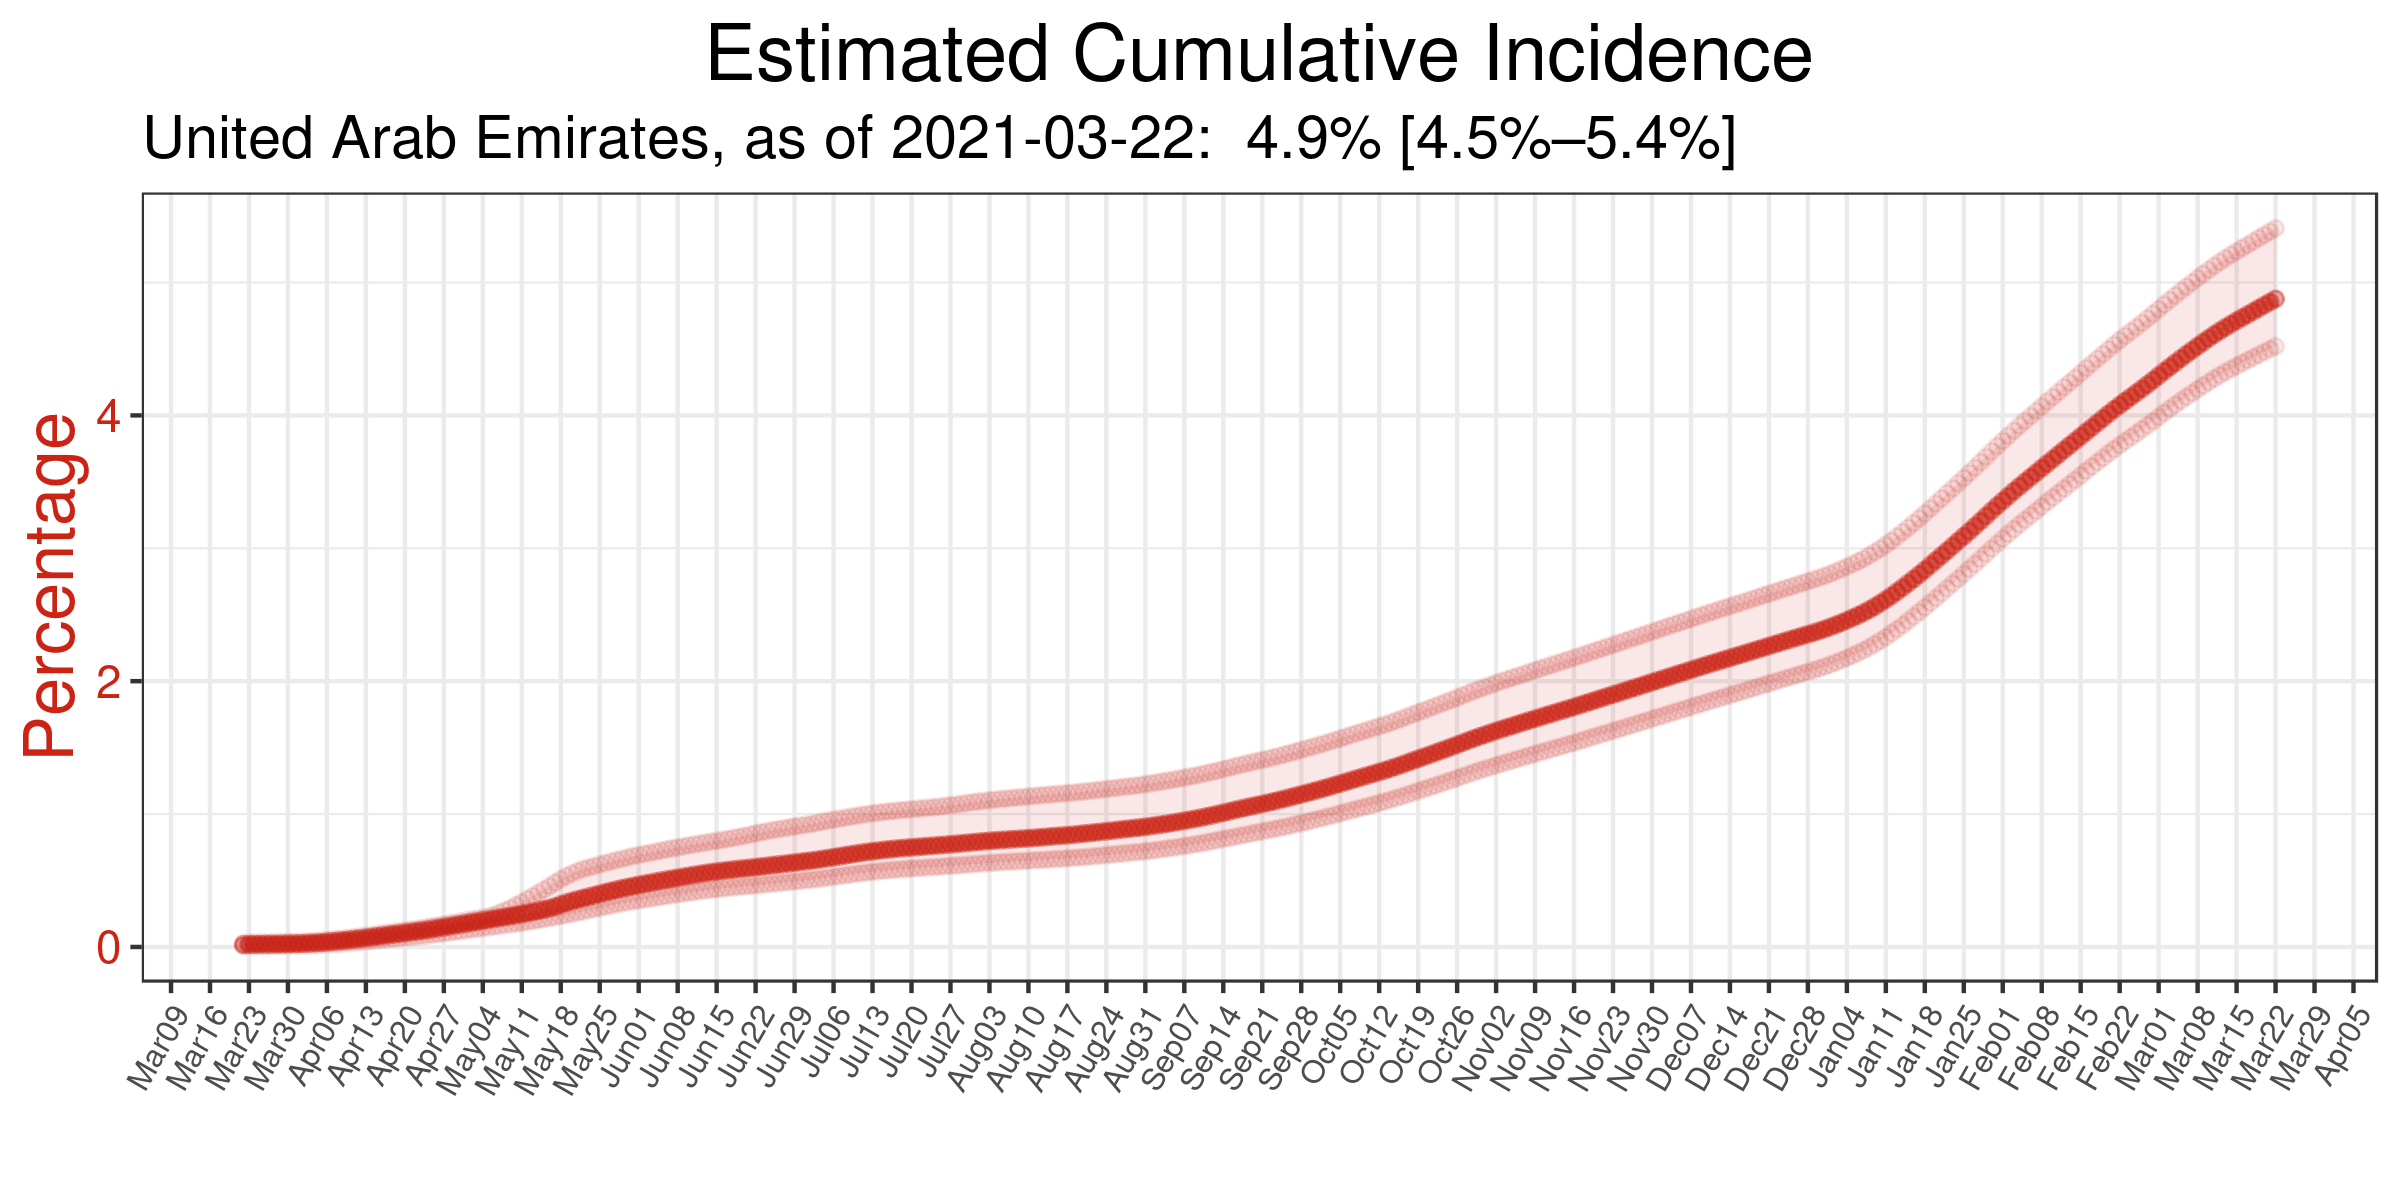 Estimated Cumulative Incidence
United Arab Emirates, as of 2021-03-22:  4.9% [4.5%–5.4%]
Percentage
4
2
0
Mar09 Mar16 Mar23 Mar30 Apr06 Apr13 Apr20 Apr27 May04 May11 May18 May25 Jun01 Jun08 Jun15 Jun22 Jun29 Jul06 Jul13 Jul20 Jul27 Aug03 Aug10 Aug17 Aug24 Aug31 Sep07 Sep14 Sep21 Sep28 Oct05 Oct12 Oct19 Oct26 Nov02 Nov09 Nov16 Nov23 Nov30 Dec07 Dec14 Dec21 Dec28 Jan04 Jan11 Jan18 Jan25 Feb01 Feb08 Feb15 Feb22 Mar01 Mar08 Mar15 Mar22 Mar29 Apr05